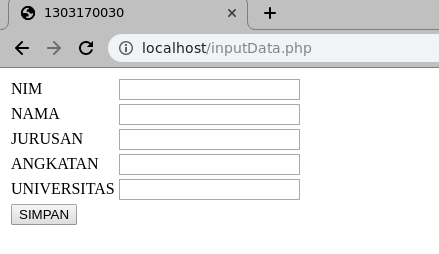 1303170030
localhost/inputData.php
NIM
NAMA
JURUSAN
ANGKATAN
UNIVERSITAS
SIMPAN